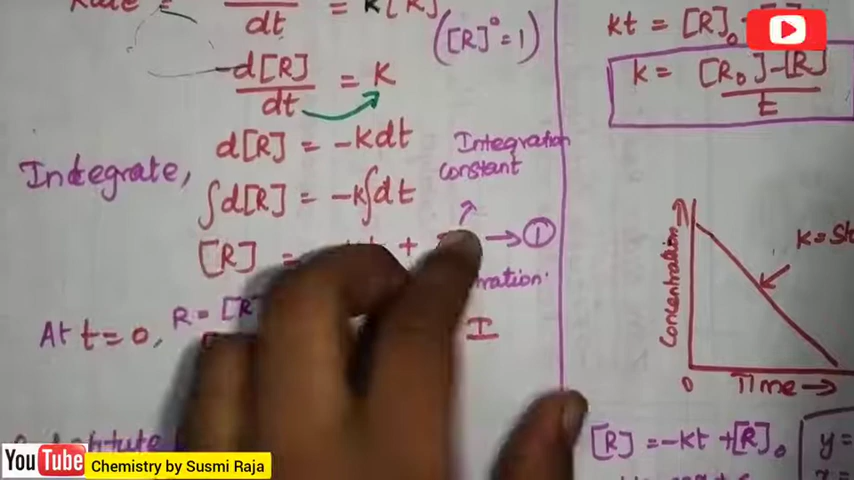 Rate = dt = K[R]
([R]⁰ = 1)
-d[R]/dt = K
d[R] = -kdt
Integrate,
∫d[R] = -k∫dt
Integration
constant
[R] = + → ①
At t = 0, R = [R]
I
kt = [R]₀
k = [R₀] - [R] / t
Concentration
0 Time →
[R] = -kt + [R]₀
y =
YouTube
Chemistry by Susmi Raja